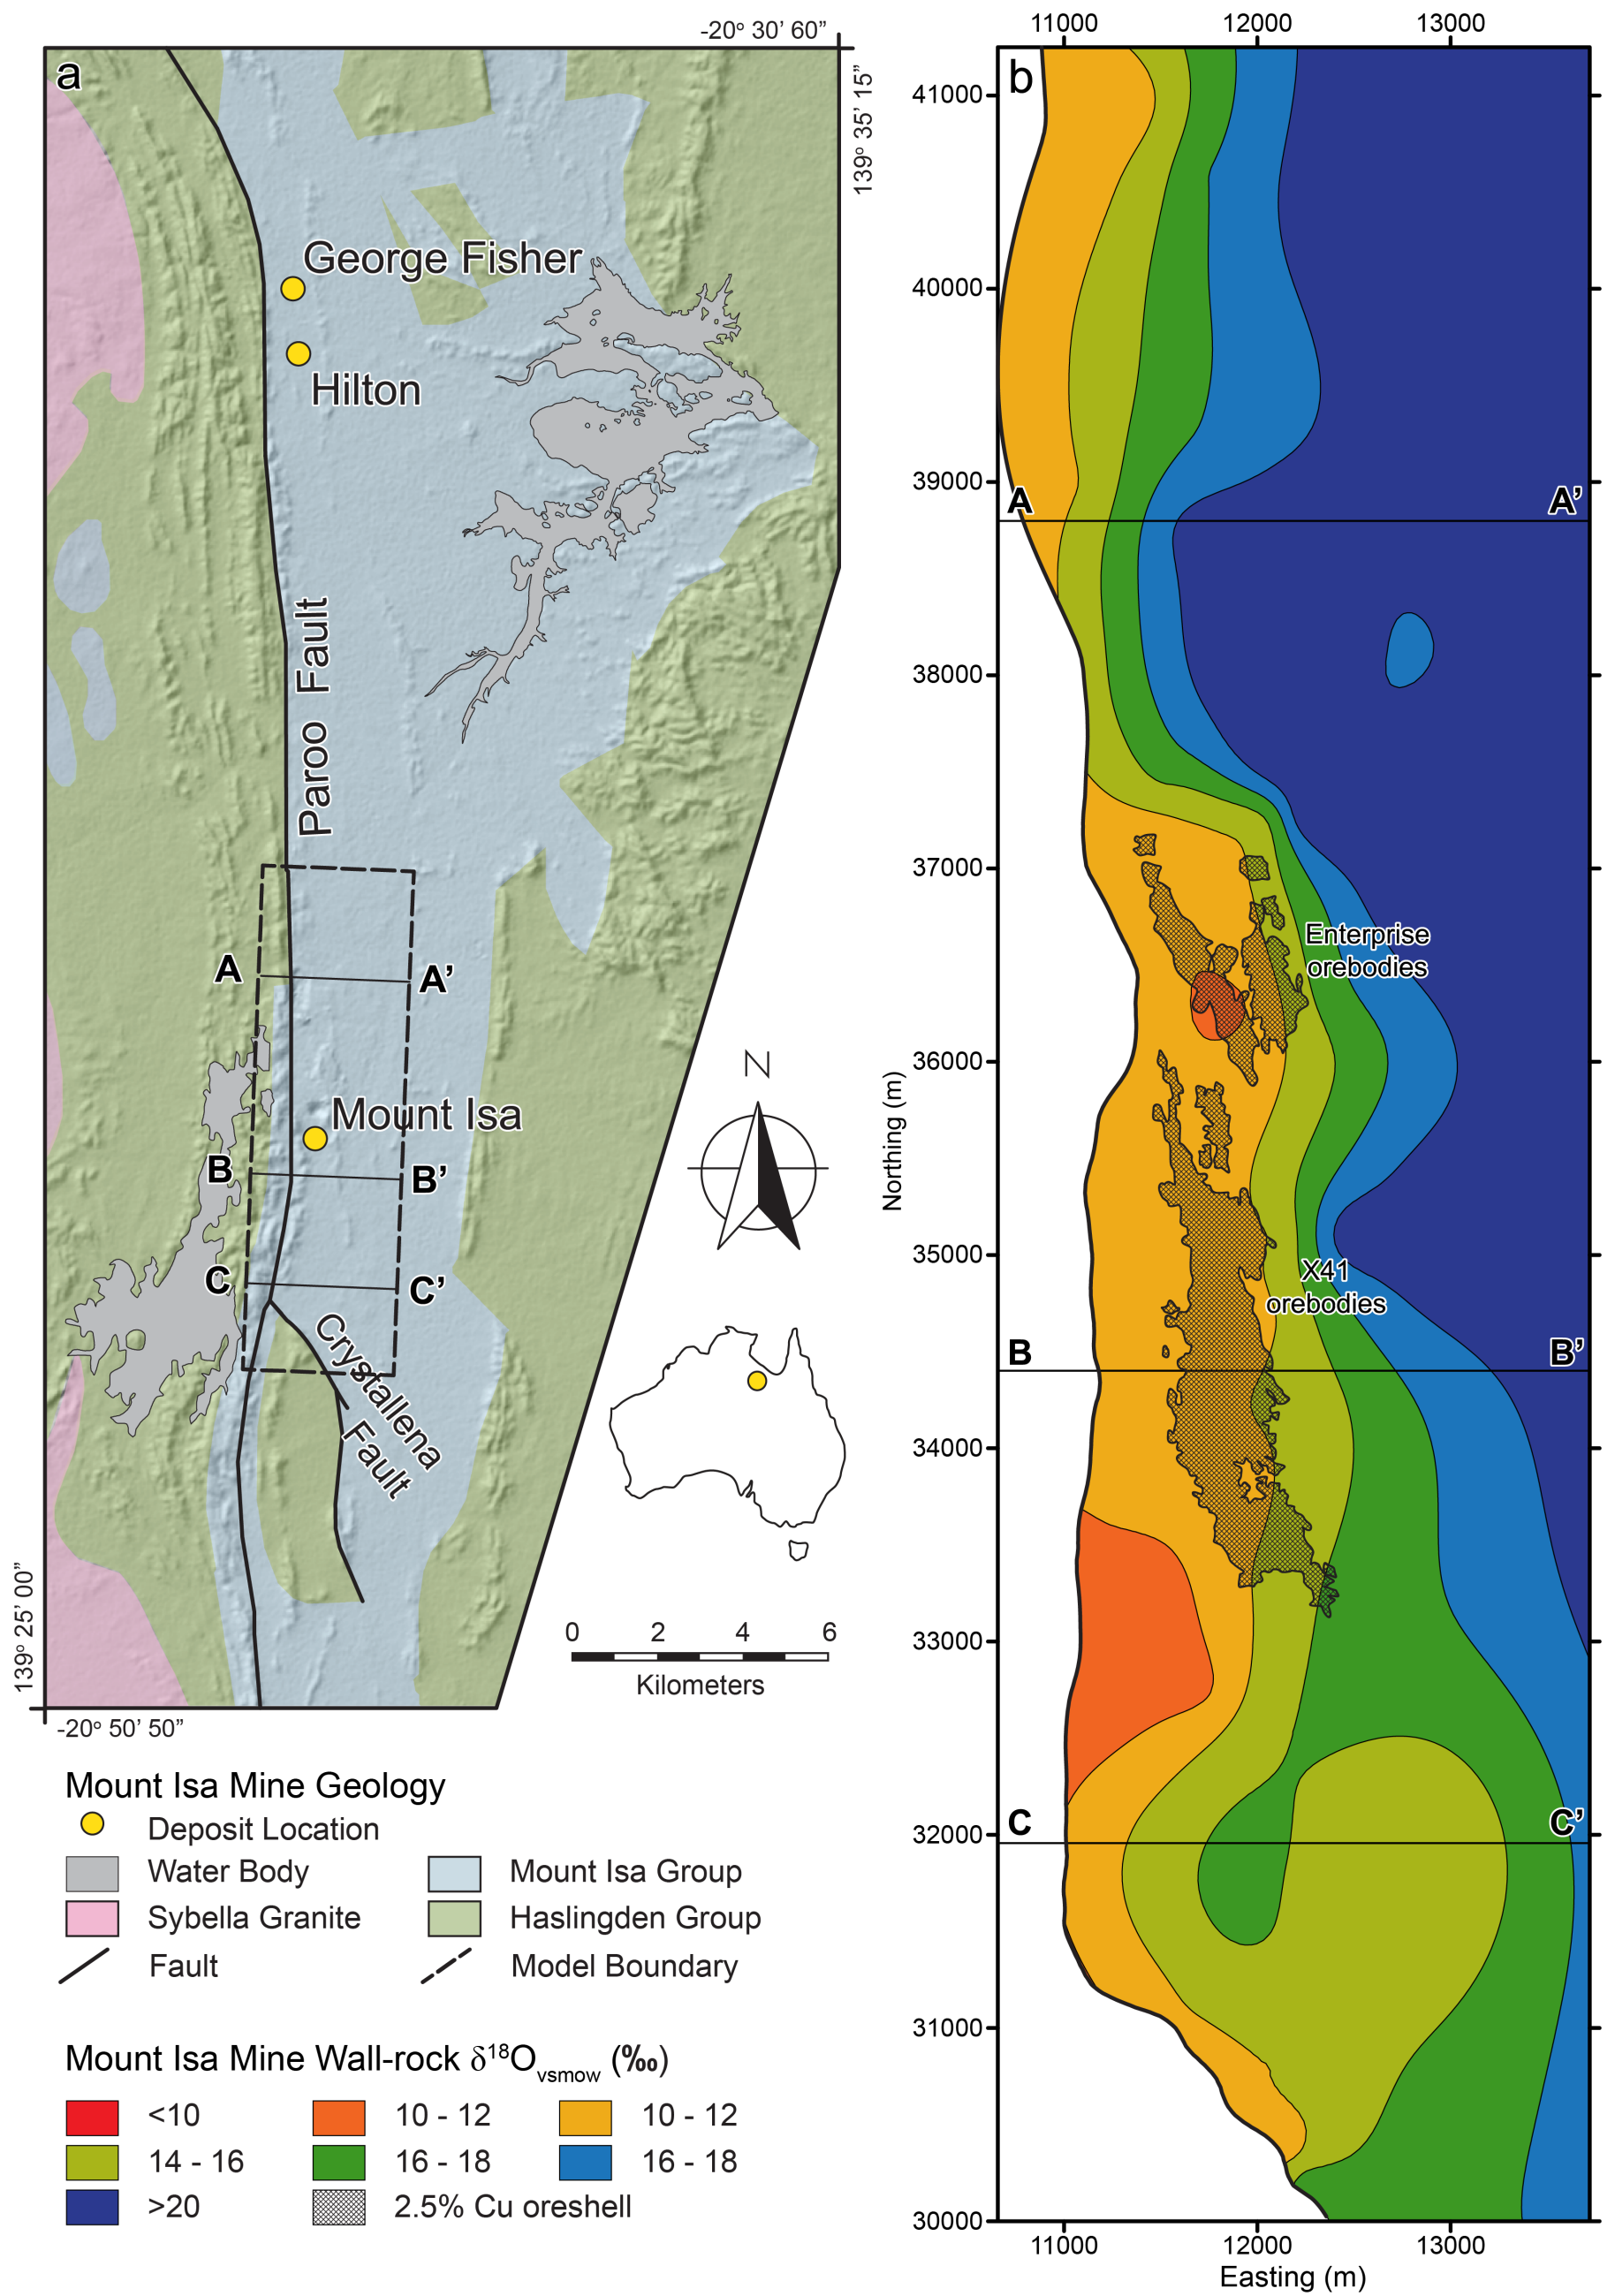 -20° 30' 60”
139° 35' 15”
a
George Fisher
Hilton
Paroo Fault
A
A’
Mount Isa
B
B’
C
C’
Crystallena
Fault
N
0 2 4 6
Kilometers
139° 25' 00”
-20° 50' 50”
Mount Isa Mine Geology
Deposit Location
Water Body
Mount Isa Group
Sybella Granite
Haslingden Group
Fault
Model Boundary
Mount Isa Mine Wall-rock δ18Ovsmow (‰)
<10
10 - 12
10 - 12
14 - 16
16 - 18
16 - 18
>20
2.5% Cu oreshell
11000 12000 13000
b
41000
40000
39000
A
A’
38000
37000
Enterprise
orebodies
36000
Northing (m)
35000
X41
orebodies
B
B’
34000
33000
C
C’
32000
31000
30000
11000 12000 13000
Easting (m)